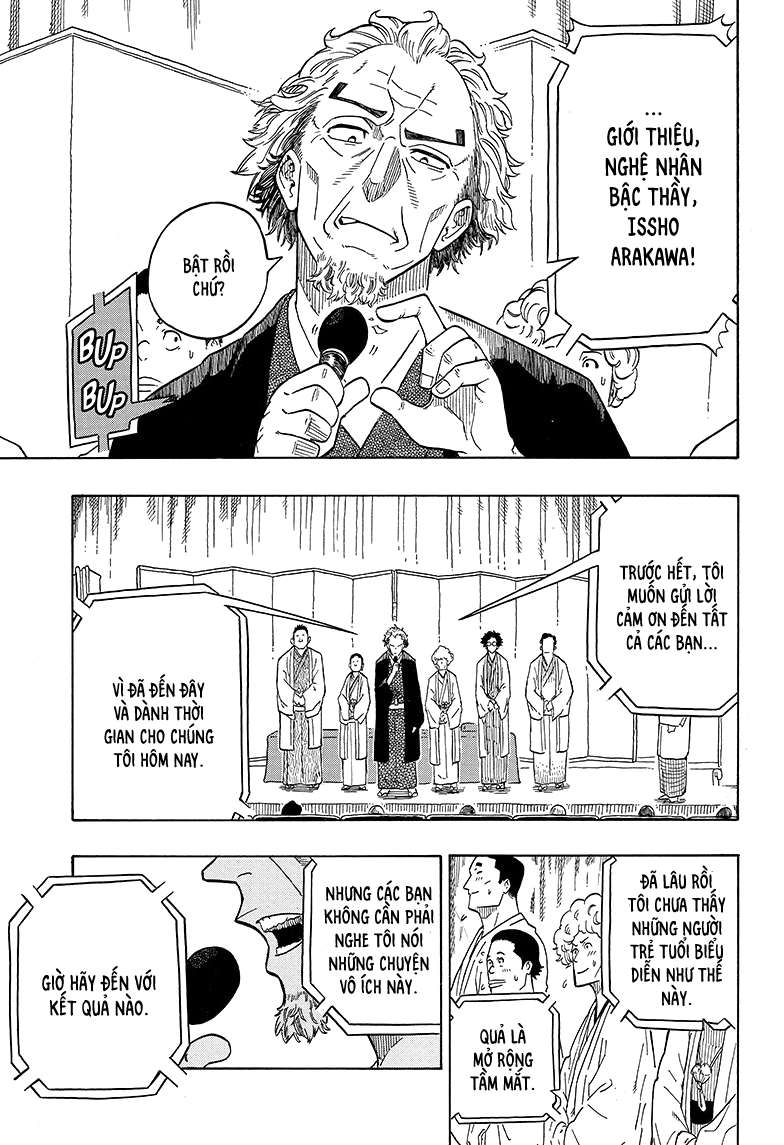 ...
GIỚI THIỆU,
NGHỆ NHÂN
BẬC THẦY,
ISSHO
ARAKAWA!
BẬT RỒI
CHỨ?
BUP
BUP
TRƯỚC HẾT, TÔI
MUỐN GỬI LỜI
CẢM ƠN ĐẾN TẤT
CẢ CÁC BẠN...
VÌ ĐÃ ĐẾN ĐÂY
VÀ DÀNH THỜI
GIAN CHO CHÚNG
TÔI HÔM NAY.
ĐÃ LÂU RỒI
TÔI CHƯA THẤY
NHỮNG NGƯỜI
TRẺ TUỔI BIỂU
DIỄN NHƯ THẾ
NÀY.
QUẢ LÀ
MỞ RỘNG
TẦM MẮT.
NHƯNG CÁC BẠN
KHÔNG CẦN PHẢI
NGHE TÔI NÓI
NHỮNG CHUYỆN
VÔ ÍCH NÀY.
GIỜ HÃY ĐẾN VỚI
KẾT QUẢ NÀO.